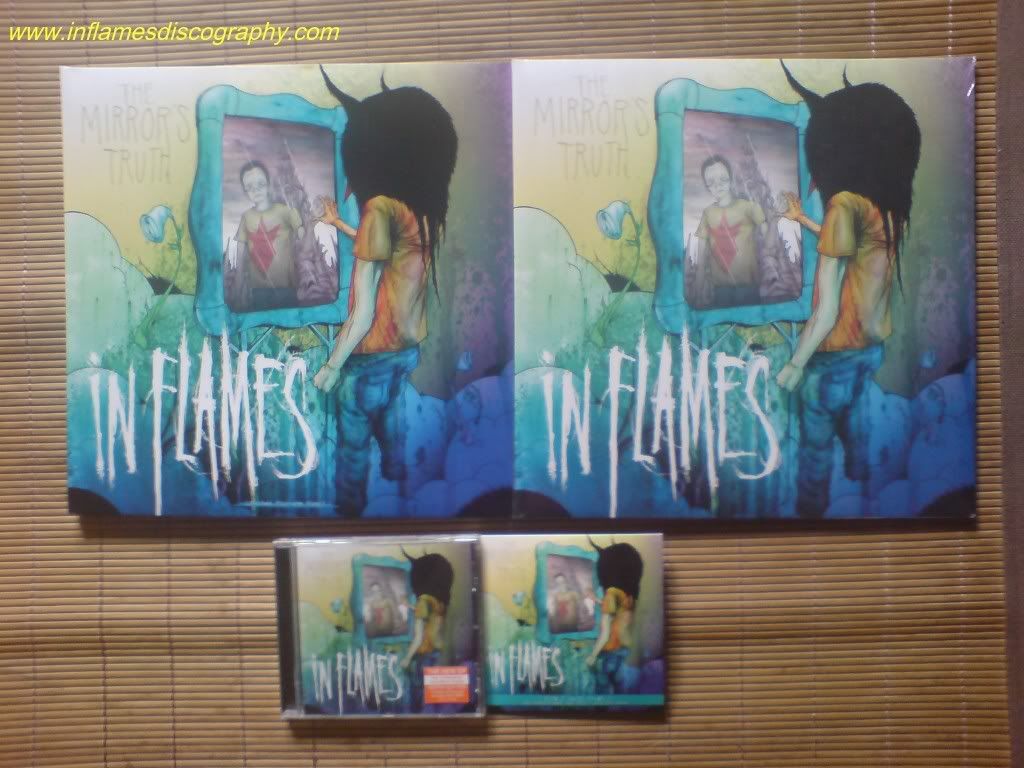 www.inflamesdiscography.com
THE
MIRROR'S
TRUTH
IN FLAMES
THE
MIRROR'S
TRUTH
IN FLAMES
IN FLAMES
IN FLAMES